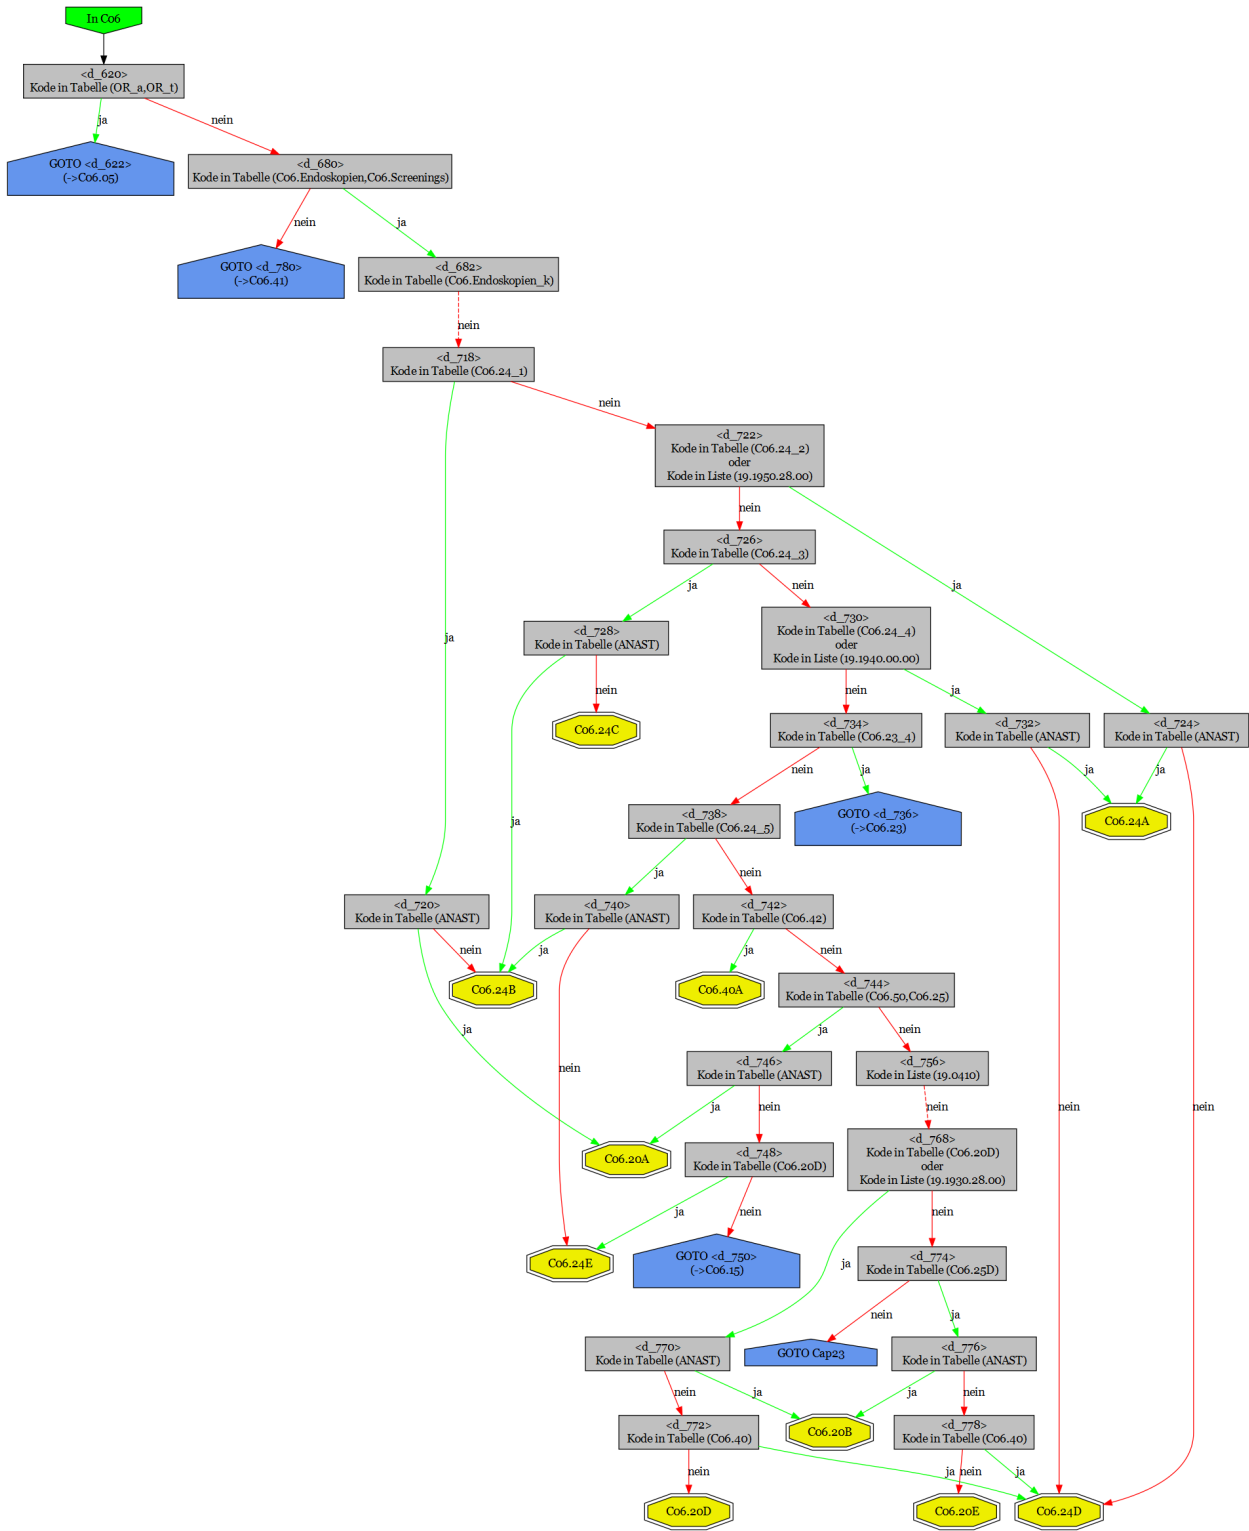 In C06
<d_620>
Kode in Tabelle (OR_a,OR_t)
ja
nein
GOTO <d_622>
(->C06.05)
<d_680>
Kode in Tabelle (C06.Endoskopien,C06.Screenings)
nein
ja
GOTO <d_780>
(->C06.41)
<d_682>
Kode in Tabelle (C06.Endoskopien_k)
nein
<d_718>
Kode in Tabelle (C06.24_1)
nein
ja
<d_722>
Kode in Tabelle (C06.24_2)
oder
Kode in Liste (19.1950.28.00)
nein
ja
<d_726>
Kode in Tabelle (C06.24_3)
ja
nein
<d_728>
Kode in Tabelle (ANAST)
nein
ja
<d_730>
Kode in Tabelle (C06.24_4)
oder
Kode in Liste (19.1940.00.00)
nein
ja
C06.24C
<d_734>
Kode in Tabelle (C06.23_4)
nein
ja
<d_732>
Kode in Tabelle (ANAST)
ja
nein
<d_724>
Kode in Tabelle (ANAST)
ja
nein
<d_738>
Kode in Tabelle (C06.24_5)
ja
nein
GOTO <d_736>
(->C06.23)
C06.24A
<d_720>
Kode in Tabelle (ANAST)
nein
ja
<d_740>
Kode in Tabelle (ANAST)
ja
nein
<d_742>
Kode in Tabelle (C06.42)
ja
nein
C06.24B
C06.40A
<d_744>
Kode in Tabelle (C06.50,C06.25)
ja
nein
<d_746>
Kode in Tabelle (ANAST)
ja
nein
<d_756>
Kode in Liste (19.0410)
nein
C06.20A
<d_748>
Kode in Tabelle (C06.20D)
ja
nein
<d_768>
Kode in Tabelle (C06.20D)
oder
Kode in Liste (19.1930.28.00)
nein
ja
C06.24E
GOTO <d_750>
(->C06.15)
<d_774>
Kode in Tabelle (C06.25D)
nein
ja
<d_770>
Kode in Tabelle (ANAST)
nein
ja
GOTO Cap23
<d_776>
Kode in Tabelle (ANAST)
ja
nein
<d_772>
Kode in Tabelle (C06.40)
nein
ja
C06.20B
<d_778>
Kode in Tabelle (C06.40)
nein
ja
C06.20D
C06.20E
C06.24D